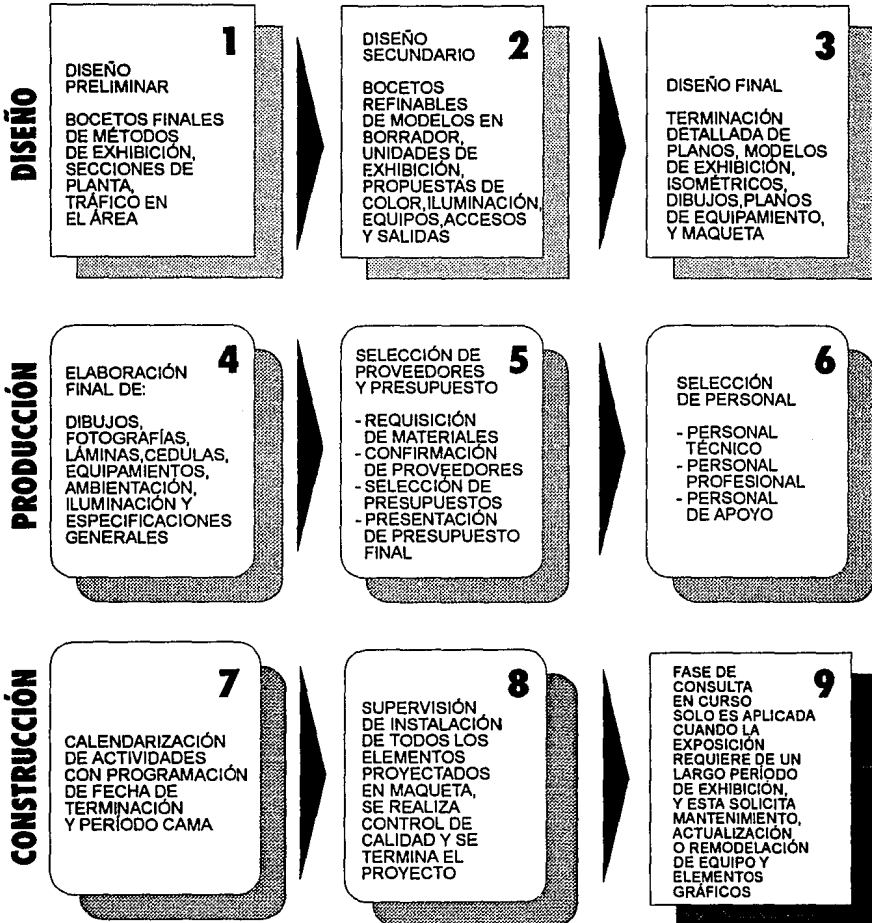 DISEÑO
1
DISEÑO
PRELIMINAR
BOCETOS FINALES
DE MÉTODOS
DE EXHIBICIÓN,
SECCIONES DE
PLANTA,
TRÁFICO EN
EL ÁREA
2
DISEÑO
SECUNDARIO
BOCETOS
REFINABLES
DE MODELOS EN
BORRADOR,
UNIDADES DE
EXHIBICIÓN,
PROPUESTAS DE
COLOR,ILUMINACIÓN,
EQUIPOS,ACCESOS
Y SALIDAS
3
DISEÑO FINAL
TERMINACIÓN
DETALLADA DE
PLANOS, MODELOS
DE EXHIBICIÓN,
ISOMÉTRICOS,
DIBUJOS,PLANOS
DE EQUIPAMIENTO,
Y MAQUETA
PRODUCCIÓN
4
ELABORACIÓN
FINAL DE:
DIBUJOS,
FOTOGRAFÍAS,
LÁMINAS,CEDULAS,
EQUIPAMIENTOS,
AMBIENTACIÓN,
ILUMINACIÓN Y
ESPECIFICACIONES
GENERALES
5
SELECCIÓN DE
PROVEEDORES
Y PRESUPUESTO
- REQUISICIÓN
DE MATERIALES
- CONFIRMACIÓN
DE PROVEEDORES
- SELECCIÓN DE
PRESUPUESTOS
- PRESENTACIÓN
DE PRESUPUESTO
FINAL
6
SELECCIÓN
DE PERSONAL
- PERSONAL
TÉCNICO
- PERSONAL
PROFESIONAL
- PERSONAL
DE APOYO
CONSTRUCCIÓN
7
CALENDARIZACIÓN
DE ACTIVIDADES
CON PROGRAMACIÓN
DE FECHA DE
TERMINACIÓN
Y PERÍODO CAMA
8
SUPERVISIÓN
DE INSTALACIÓN
DE TODOS LOS
ELEMENTOS
PROYECTADOS
EN MAQUETA,
SE REALIZA
CONTROL DE
CALIDAD Y SE
TERMINA EL
PROYECTO
9
FASE DE
CONSULTA
EN CURSO
SOLO ES APLICADA
CUANDO LA
EXPOSICIÓN
REQUIERE DE UN
LARGO PERÍODO
DE EXHIBICIÓN,
Y ESTA SOLICITA
MANTENIMIENTO,
ACTUALIZACIÓN
O REMODELACIÓN
DE EQUIPO Y
ELEMENTOS
GRÁFICOS